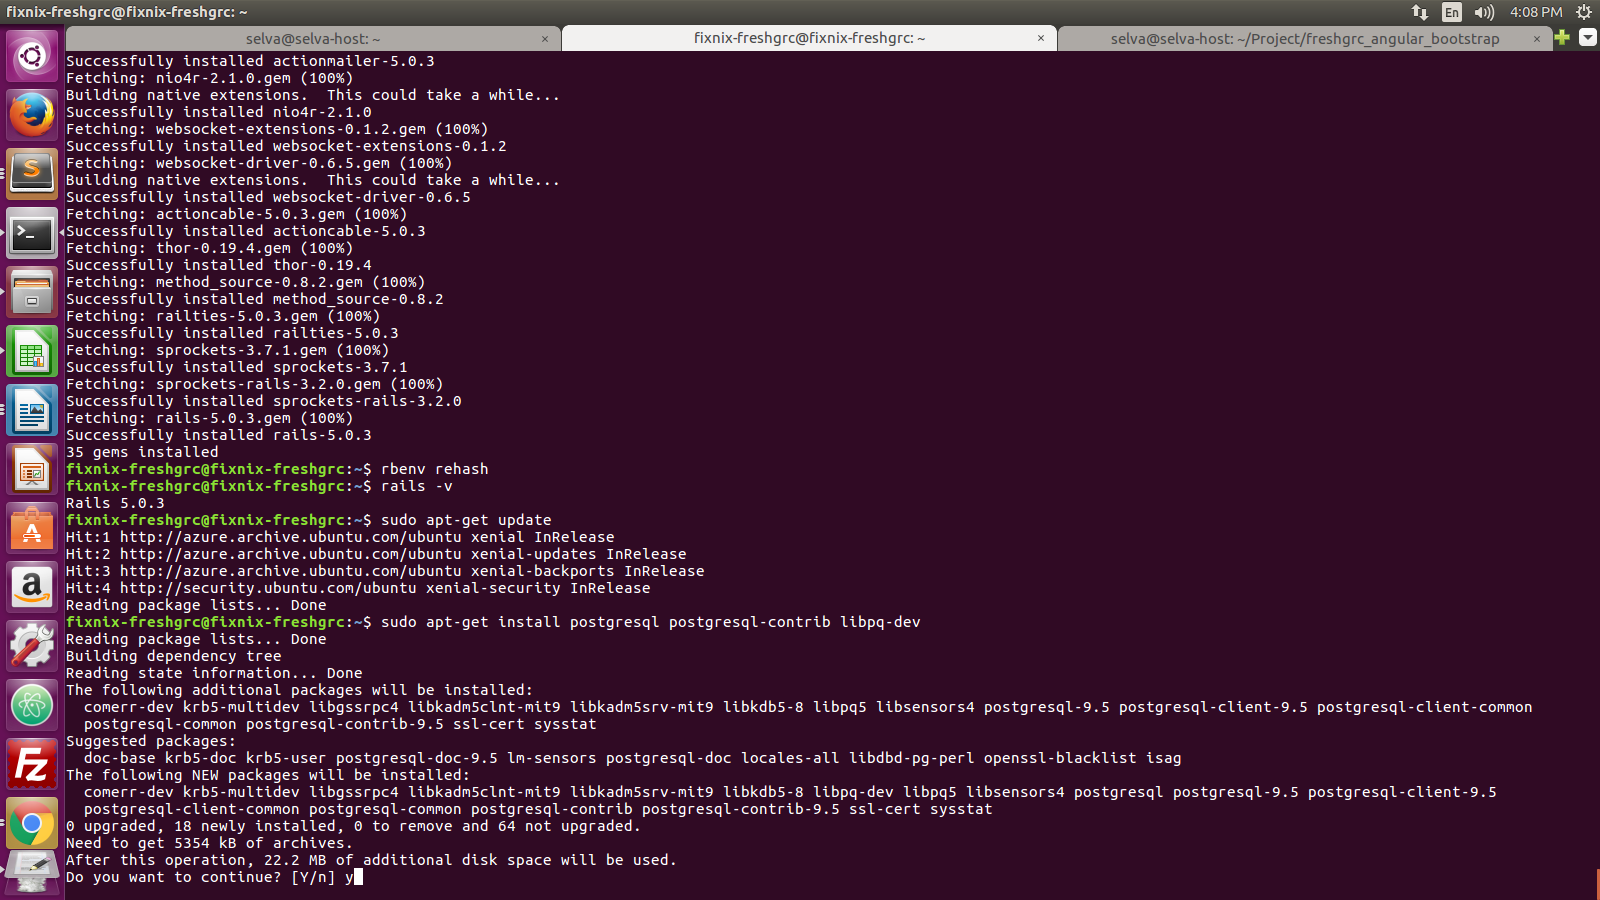 fixnix-freshgrc@fixnix-freshgrc: ~
En
4:08 PM
selva@selva-host: ~ ×
fixnix-freshgrc@fixnix-freshgrc: ~ ×
selva@selva-host: ~/Project/freshgrc_angular_bootstrap ×
Successfully installed actionmailer-5.0.3
Fetching: nio4r-2.1.0.gem (100%)
Building native extensions.  This could take a while...
Successfully installed nio4r-2.1.0
Fetching: websocket-extensions-0.1.2.gem (100%)
Successfully installed websocket-extensions-0.1.2
Fetching: websocket-driver-0.6.5.gem (100%)
Building native extensions.  This could take a while...
Successfully installed websocket-driver-0.6.5
Fetching: actioncable-5.0.3.gem (100%)
Successfully installed actioncable-5.0.3
Fetching: thor-0.19.4.gem (100%)
Successfully installed thor-0.19.4
Fetching: method_source-0.8.2.gem (100%)
Successfully installed method_source-0.8.2
Fetching: railties-5.0.3.gem (100%)
Successfully installed railties-5.0.3
Fetching: sprockets-3.7.1.gem (100%)
Successfully installed sprockets-3.7.1
Fetching: sprockets-rails-3.2.0.gem (100%)
Successfully installed sprockets-rails-3.2.0
Fetching: rails-5.0.3.gem (100%)
Successfully installed rails-5.0.3
35 gems installed
fixnix-freshgrc@fixnix-freshgrc:~$ rbenv rehash
fixnix-freshgrc@fixnix-freshgrc:~$ rails -v
Rails 5.0.3
fixnix-freshgrc@fixnix-freshgrc:~$ sudo apt-get update
Hit:1 http://azure.archive.ubuntu.com/ubuntu xenial InRelease
Hit:2 http://azure.archive.ubuntu.com/ubuntu xenial-updates InRelease
Hit:3 http://azure.archive.ubuntu.com/ubuntu xenial-backports InRelease
Hit:4 http://security.ubuntu.com/ubuntu xenial-security InRelease
Reading package lists... Done
fixnix-freshgrc@fixnix-freshgrc:~$ sudo apt-get install postgresql postgresql-contrib libpq-dev
Reading package lists... Done
Building dependency tree
Reading state information... Done
The following additional packages will be installed:
  comerr-dev krb5-multidev libgssrpc4 libkadm5clnt-mit9 libkadm5srv-mit9 libkdb5-8 libpq5 libsensors4 postgresql-9.5 postgresql-client-9.5 postgresql-client-common
  postgresql-common postgresql-contrib-9.5 ssl-cert sysstat
Suggested packages:
  doc-base krb5-doc krb5-user postgresql-doc-9.5 lm-sensors postgresql-doc locales-all libdbd-pg-perl openssl-blacklist isag
The following NEW packages will be installed:
  comerr-dev krb5-multidev libgssrpc4 libkadm5clnt-mit9 libkadm5srv-mit9 libkdb5-8 libpq-dev libpq5 libsensors4 postgresql postgresql-9.5 postgresql-client-9.5
  postgresql-client-common postgresql-common postgresql-contrib postgresql-contrib-9.5 ssl-cert sysstat
0 upgraded, 18 newly installed, 0 to remove and 64 not upgraded.
Need to get 5354 kB of archives.
After this operation, 22.2 MB of additional disk space will be used.
Do you want to continue? [Y/n] y